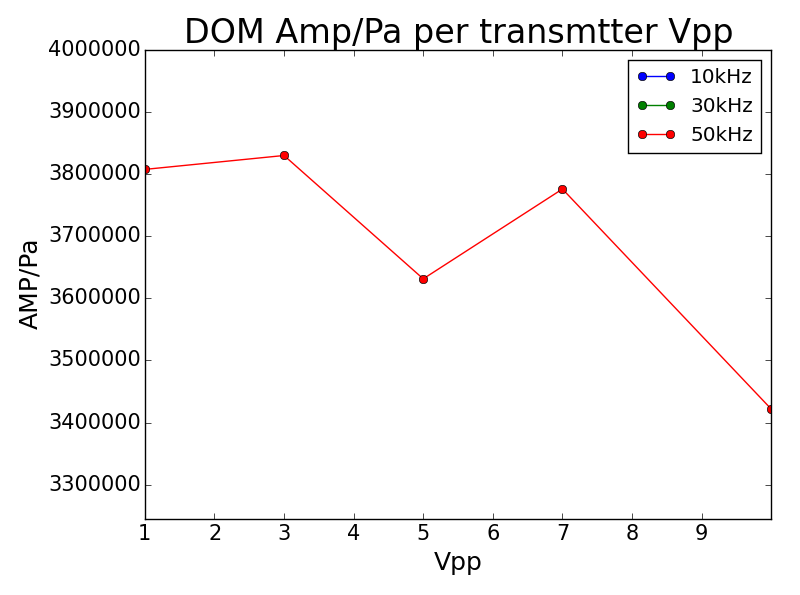 DOM Amp/Pa per transmtter Vpp
4000000
3900000
3800000
3700000
3600000
3500000
3400000
3300000
AMP/Pa
10kHz
30kHz
50kHz
1 2 3 4 5 6 7 8 9
Vpp